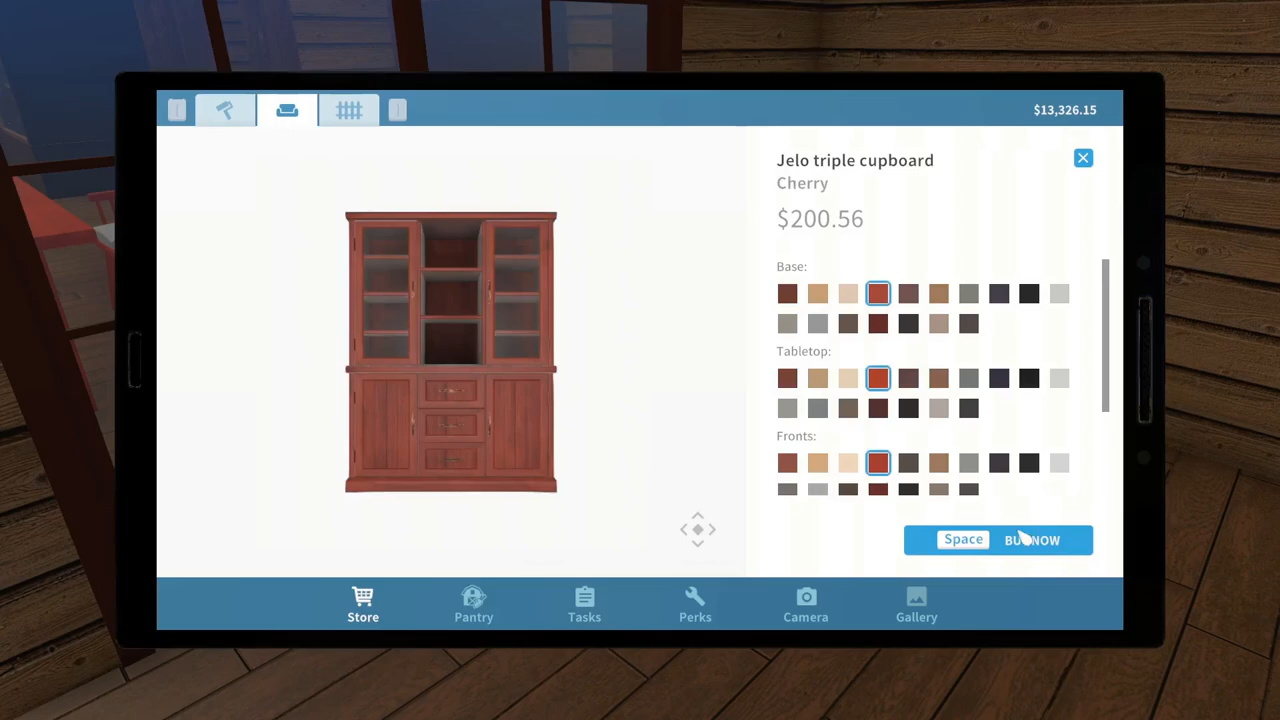 $13,326.15
Jelo triple cupboard
Cherry
$200.56
Base:
Tabletop:
Fronts:
Space BUY NOW
Store Pantry Tasks Perks Camera Gallery